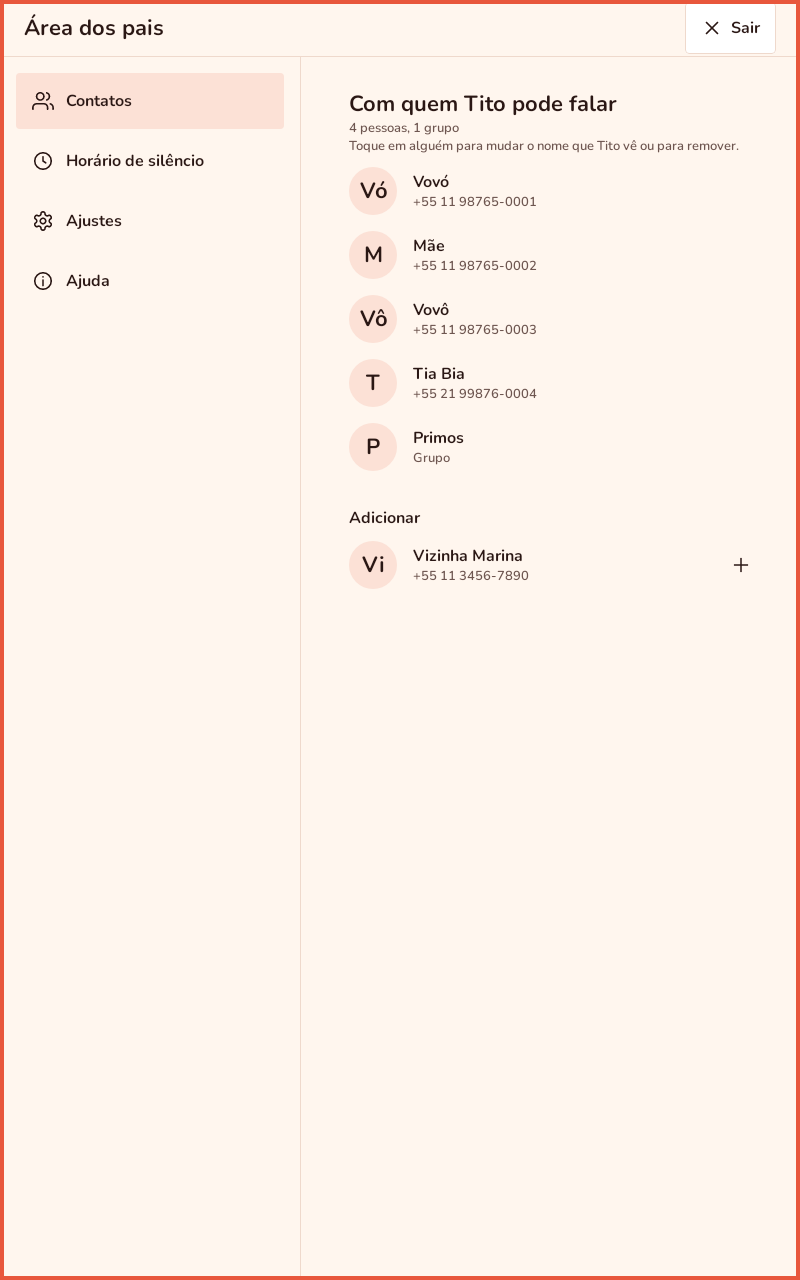 Área dos pais
Sair
Contatos
Horário de silêncio
Ajustes
Ajuda
Com quem Tito pode falar
4 pessoas, 1 grupo
Toque em alguém para mudar o nome que Tito vê ou para remover.
Vó
Vovó
+55 11 98765-0001
M
Mãe
+55 11 98765-0002
Vô
Vovô
+55 11 98765-0003
T
Tia Bia
+55 21 99876-0004
P
Primos
Grupo
Adicionar
Vi
Vizinha Marina
+55 11 3456-7890